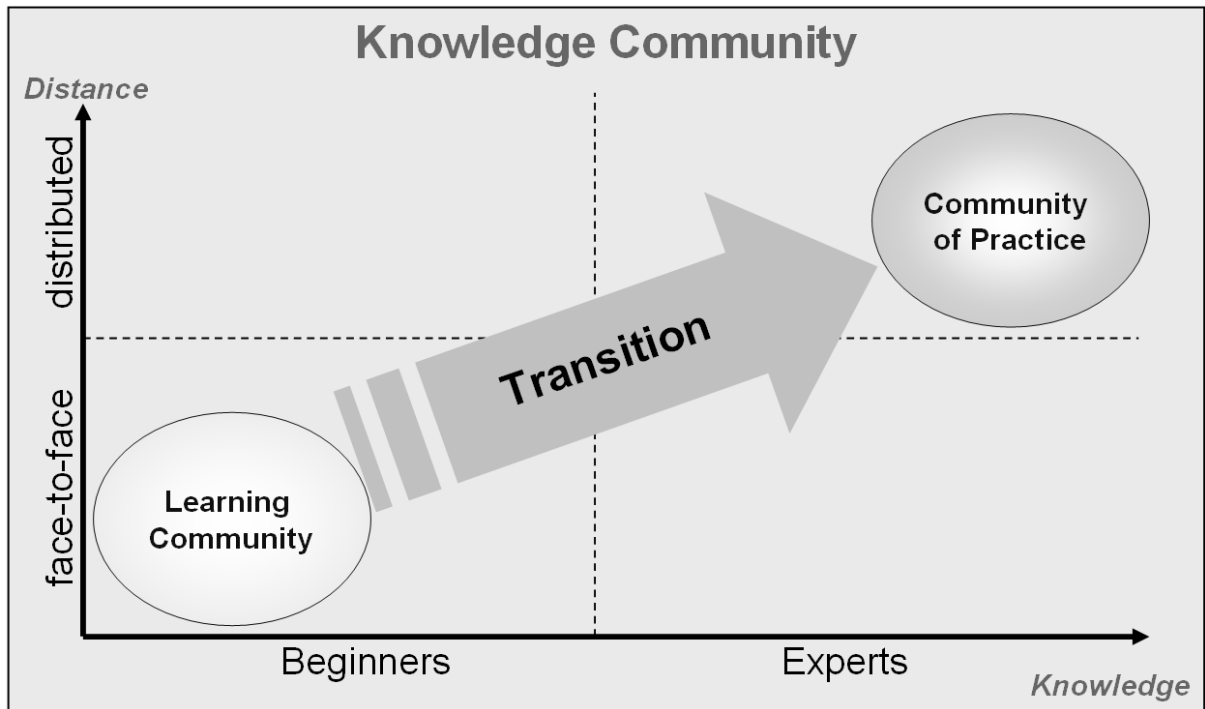 Knowledge Community
Distance
distributed
face-to-face
Community
of Practice
Transition
Learning
Community
Beginners
Experts
Knowledge